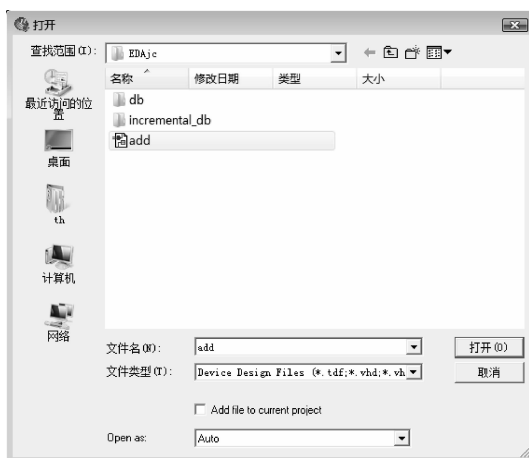 打开
查找范围(I): EDAjc
名称 修改日期 类型 大小
db
incremental_db
add
最近访问的位
置
桌面
th
计算机
网络
文件名(N): add 打开(O)
文件类型(T): Device Design Files (*.tdf;*.vhd;*.vh 取消
Add file to current project
Open as: Auto